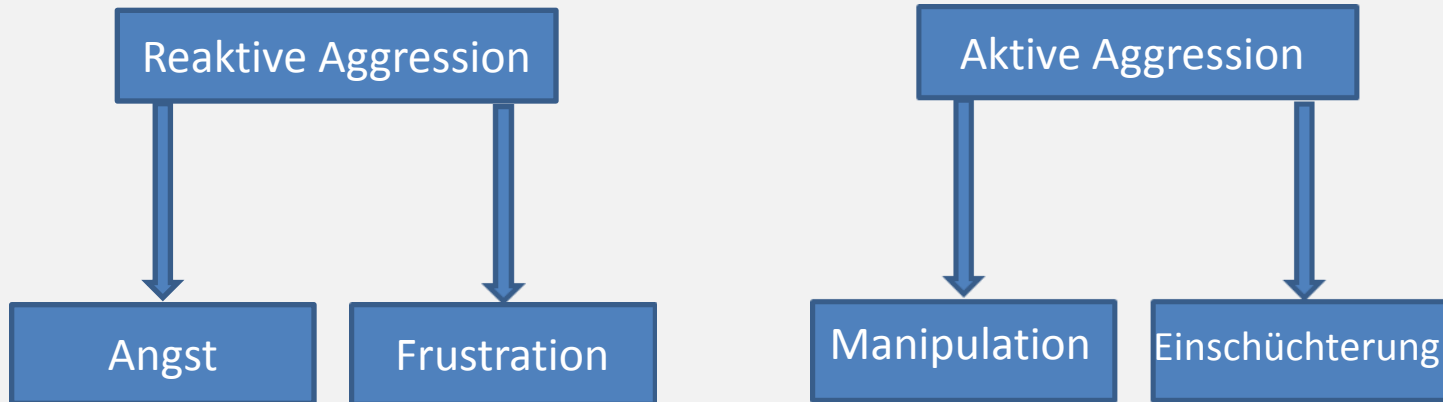 Reaktive Aggression
Aktive Aggression
Angst
Frustration
Manipulation
Einschüchterung